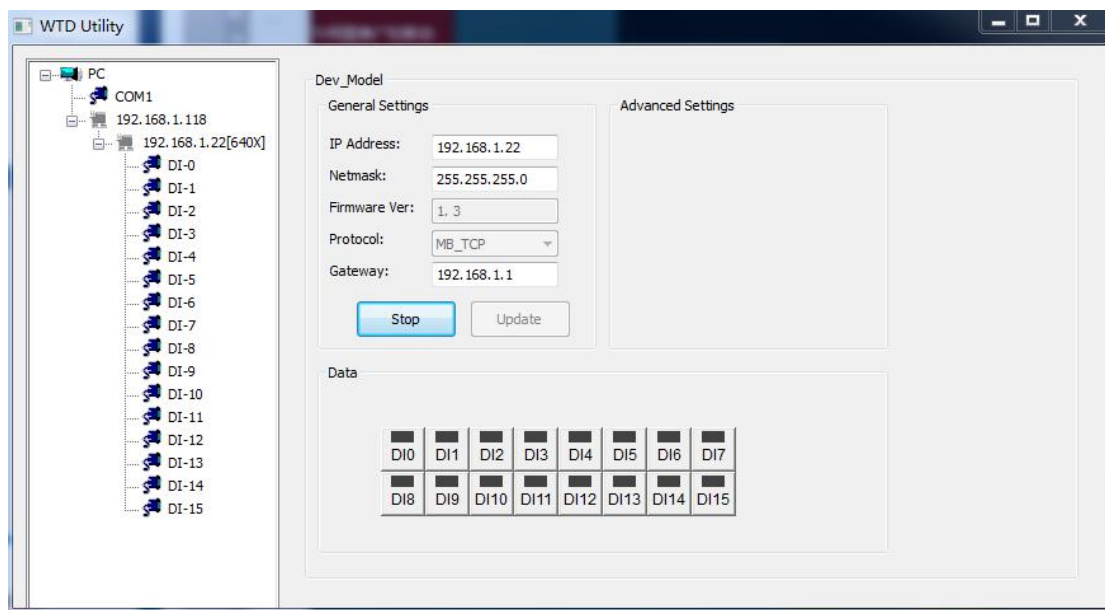 WTD Utility
PC
COM1
192.168.1.118
192.168.1.22[640X]
DI-0
DI-1
DI-2
DI-3
DI-4
DI-5
DI-6
DI-7
DI-8
DI-9
DI-10
DI-11
DI-12
DI-13
DI-14
DI-15
Dev_Model
General Settings
IP Address: 192.168.1.22
Netmask: 255.255.255.0
Firmware Ver: 1. 3
Protocol: MB_TCP
Gateway: 192.168.1.1
Stop Update
Advanced Settings
Data
DI0 DI1 DI2 DI3 DI4 DI5 DI6 DI7
DI8 DI9 DI10 DI11 DI12 DI13 DI14 DI15